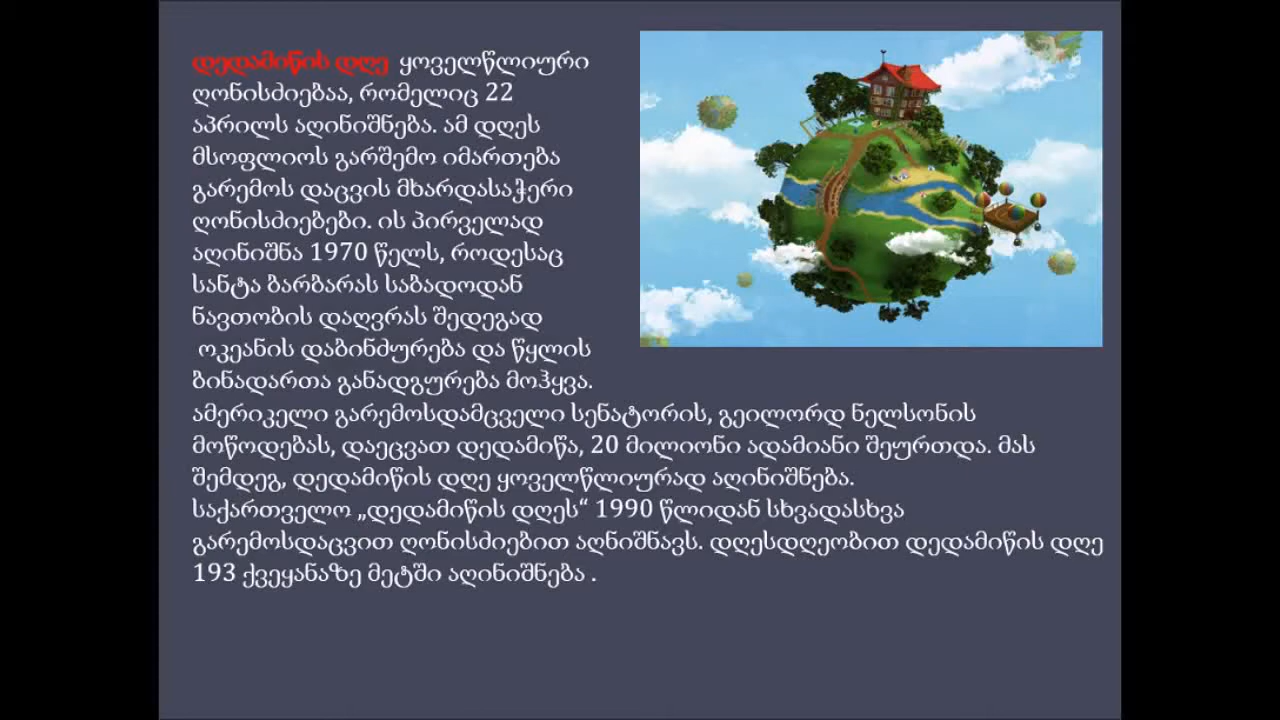 დედამიწის დღე ყოველწლიური
ღონისძიებაა, რომელიც 22
აპრილს აღინიშნება. ამ დღეს
მსოფლიოს გარშემო იმართება
გარემოს დაცვის მხარდასაჭერი
ღონისძიებები. ის პირველად
აღინიშნა 1970 წელს, როდესაც
სანტა ბარბარას საბადოდან
ნავთობის დაღვრას შედეგად
ოკეანის დაბინძურება და წყლის
ბინადართა განადგურება მოჰყვა.
ამერიკელი გარემოსდამცველი სენატორის, გეილორდ ნელსონის
მოწოდებას, დაეცვათ დედამიწა, 20 მილიონი ადამიანი შეურთდა. მას
შემდეგ, დედამიწის დღე ყოველწლიურად აღინიშნება.
საქართველო „დედამიწის დღეს“ 1990 წლიდან სხვადასხვა
გარემოსდაცვით ღონისძიებით აღნიშნავს. დღესდღეობით დედამიწის დღე
193 ქვეყანაზე მეტში აღინიშნება .